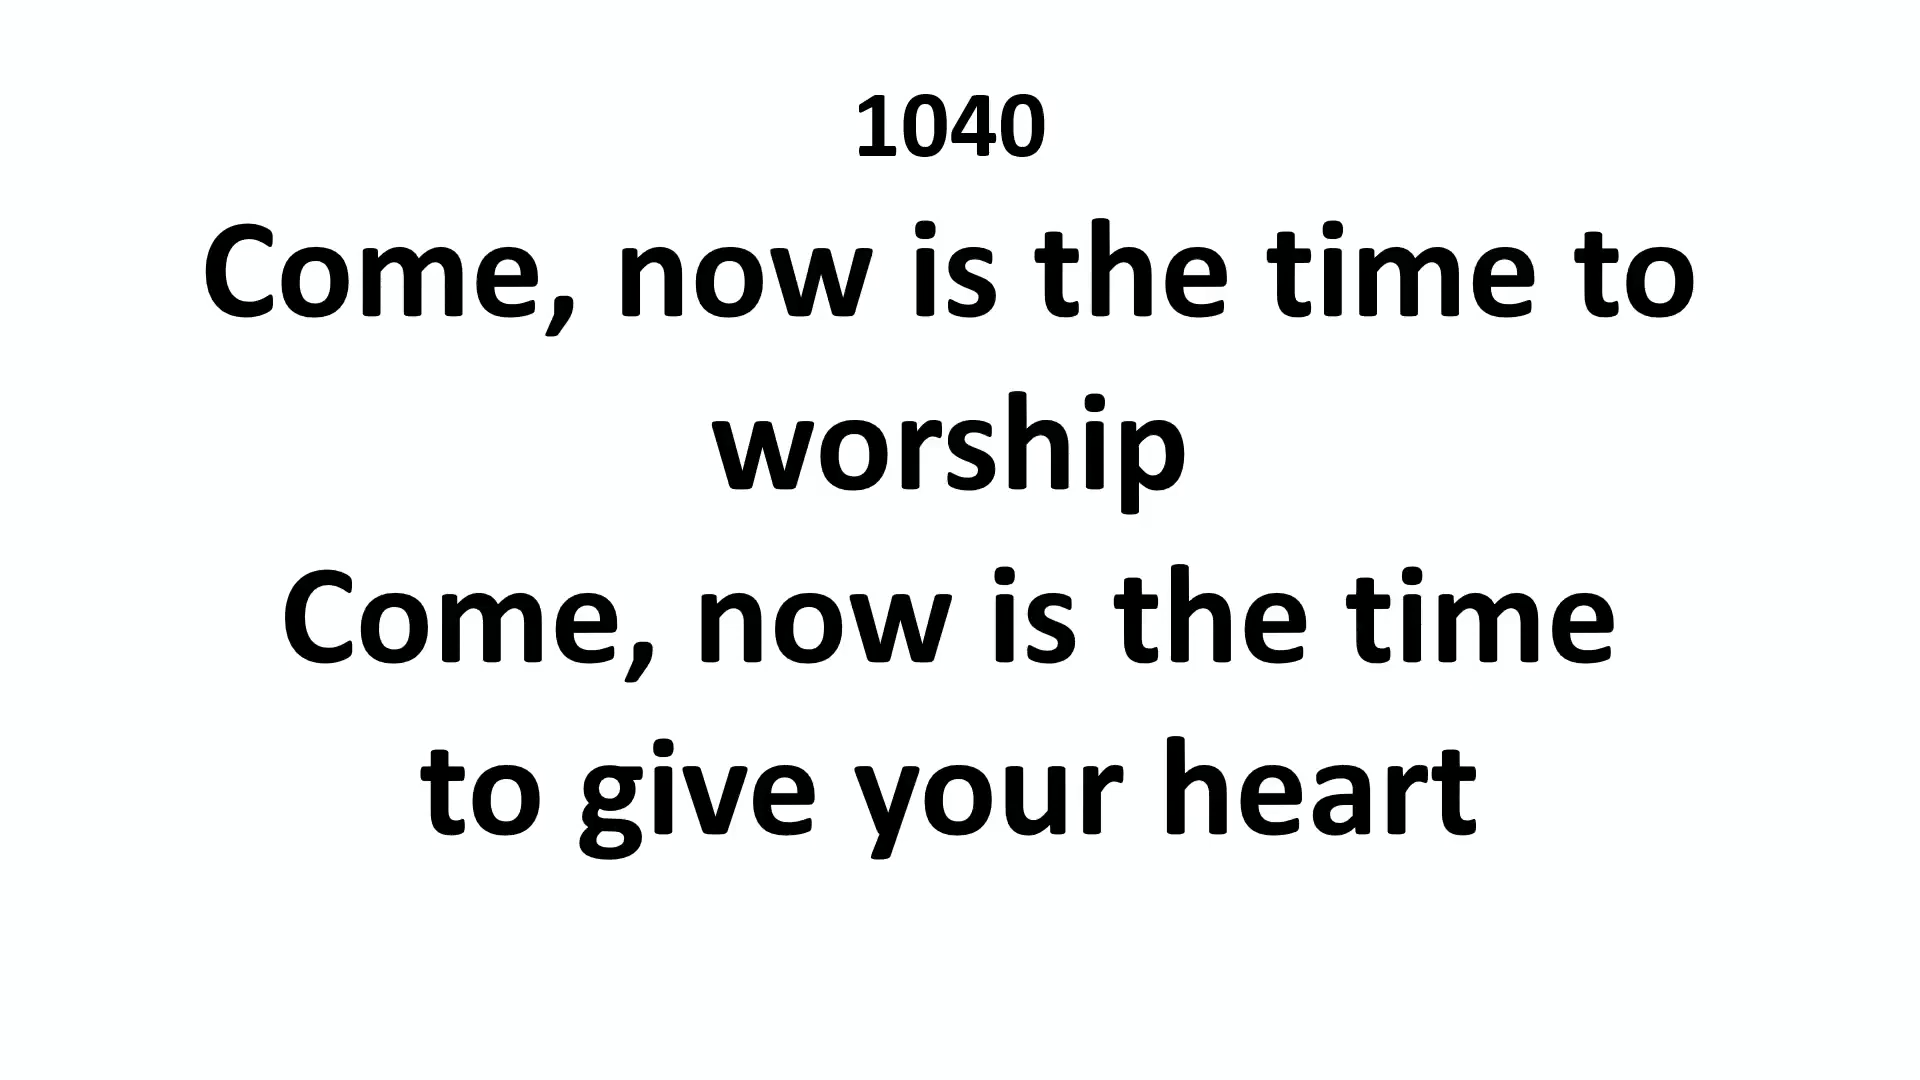 1040
Come, now is the time to
worship
Come, now is the time
to give your heart